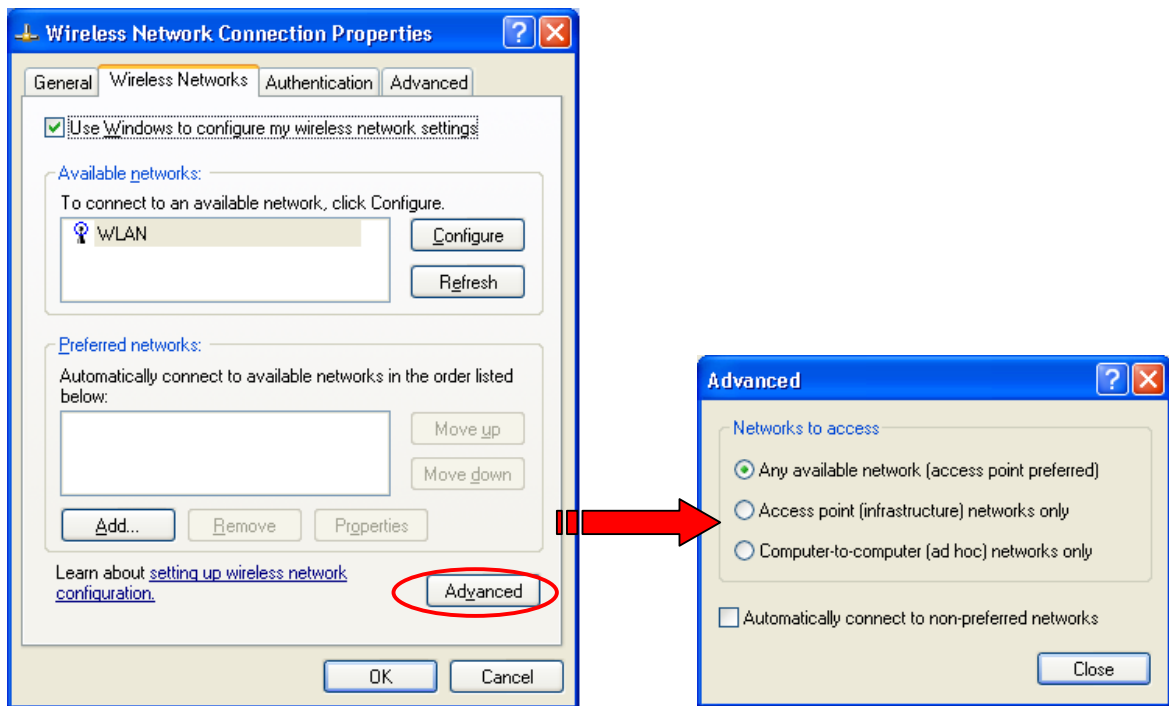 Wireless Network Connection Properties
General Wireless Networks Authentication Advanced
Use Windows to configure my wireless network settings
Available networks:
To connect to an available network, click Configure.
WLAN
Configure
Refresh
Preferred networks:
Automatically connect to available networks in the order listed
below:
Move up
Move down
Add... Remove Properties
Learn about setting up wireless network
configuration.
Advanced
OK Cancel
Advanced
Networks to access
Any available network (access point preferred)
Access point (infrastructure) networks only
Computer-to-computer (ad hoc) networks only
Automatically connect to non-preferred networks
Close